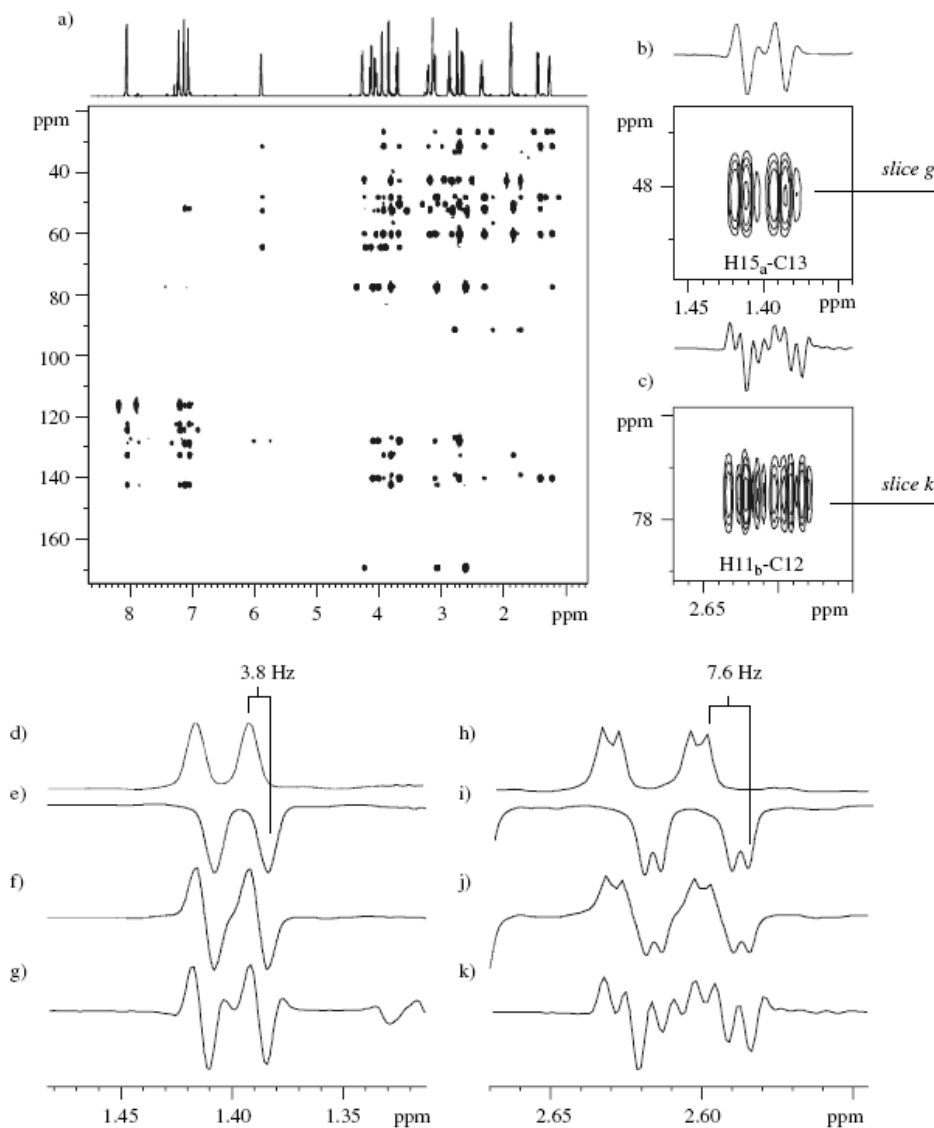 a)
ppm
40
60
80
100
120
140
160
8 7 6 5 4 3 2 ppm
b)
ppm
48
slice g
H15a-C13
1.45 1.40 ppm
c)
ppm
78
slice k
H11b-C12
2.65 ppm
3.8 Hz
7.6 Hz
d)
e)
f)
g)
1.45 1.40 1.35 ppm
h)
i)
j)
k)
2.65 2.60 ppm